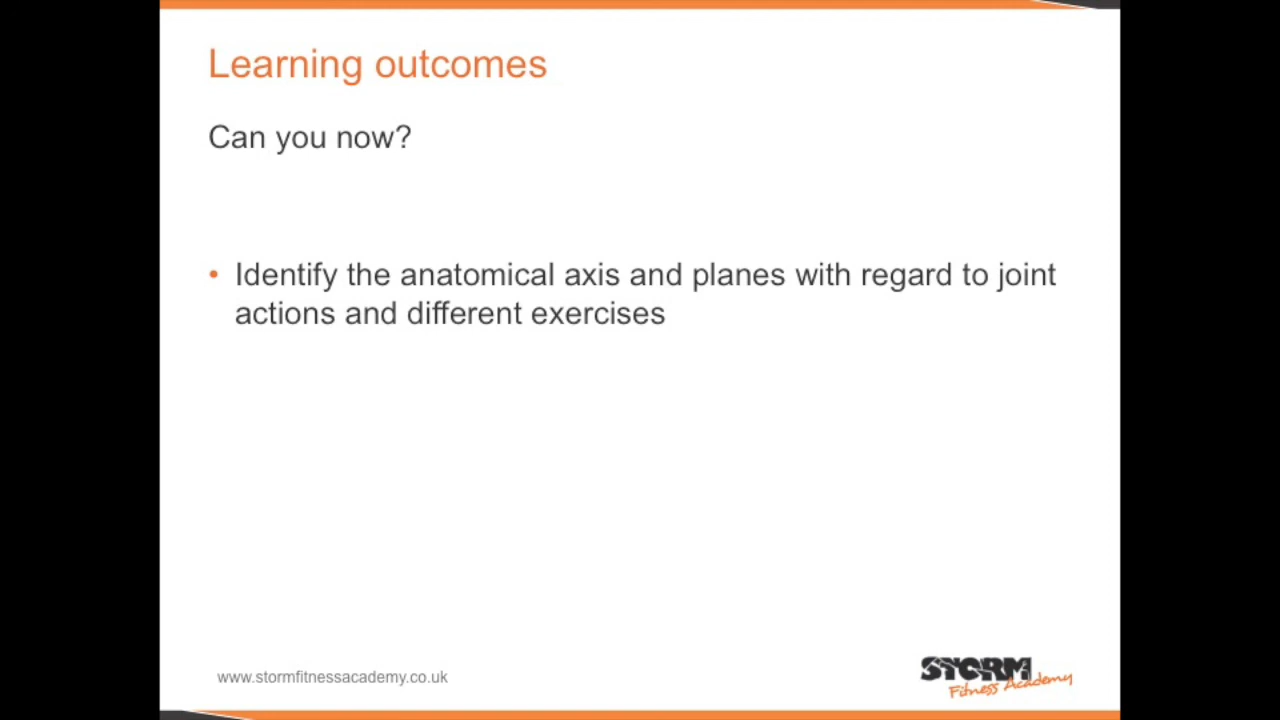 Learning outcomes
Can you now?
• Identify the anatomical axis and planes with regard to joint
actions and different exercises
www.stormfitnessacademy.co.uk
STORM
Fitness Academy